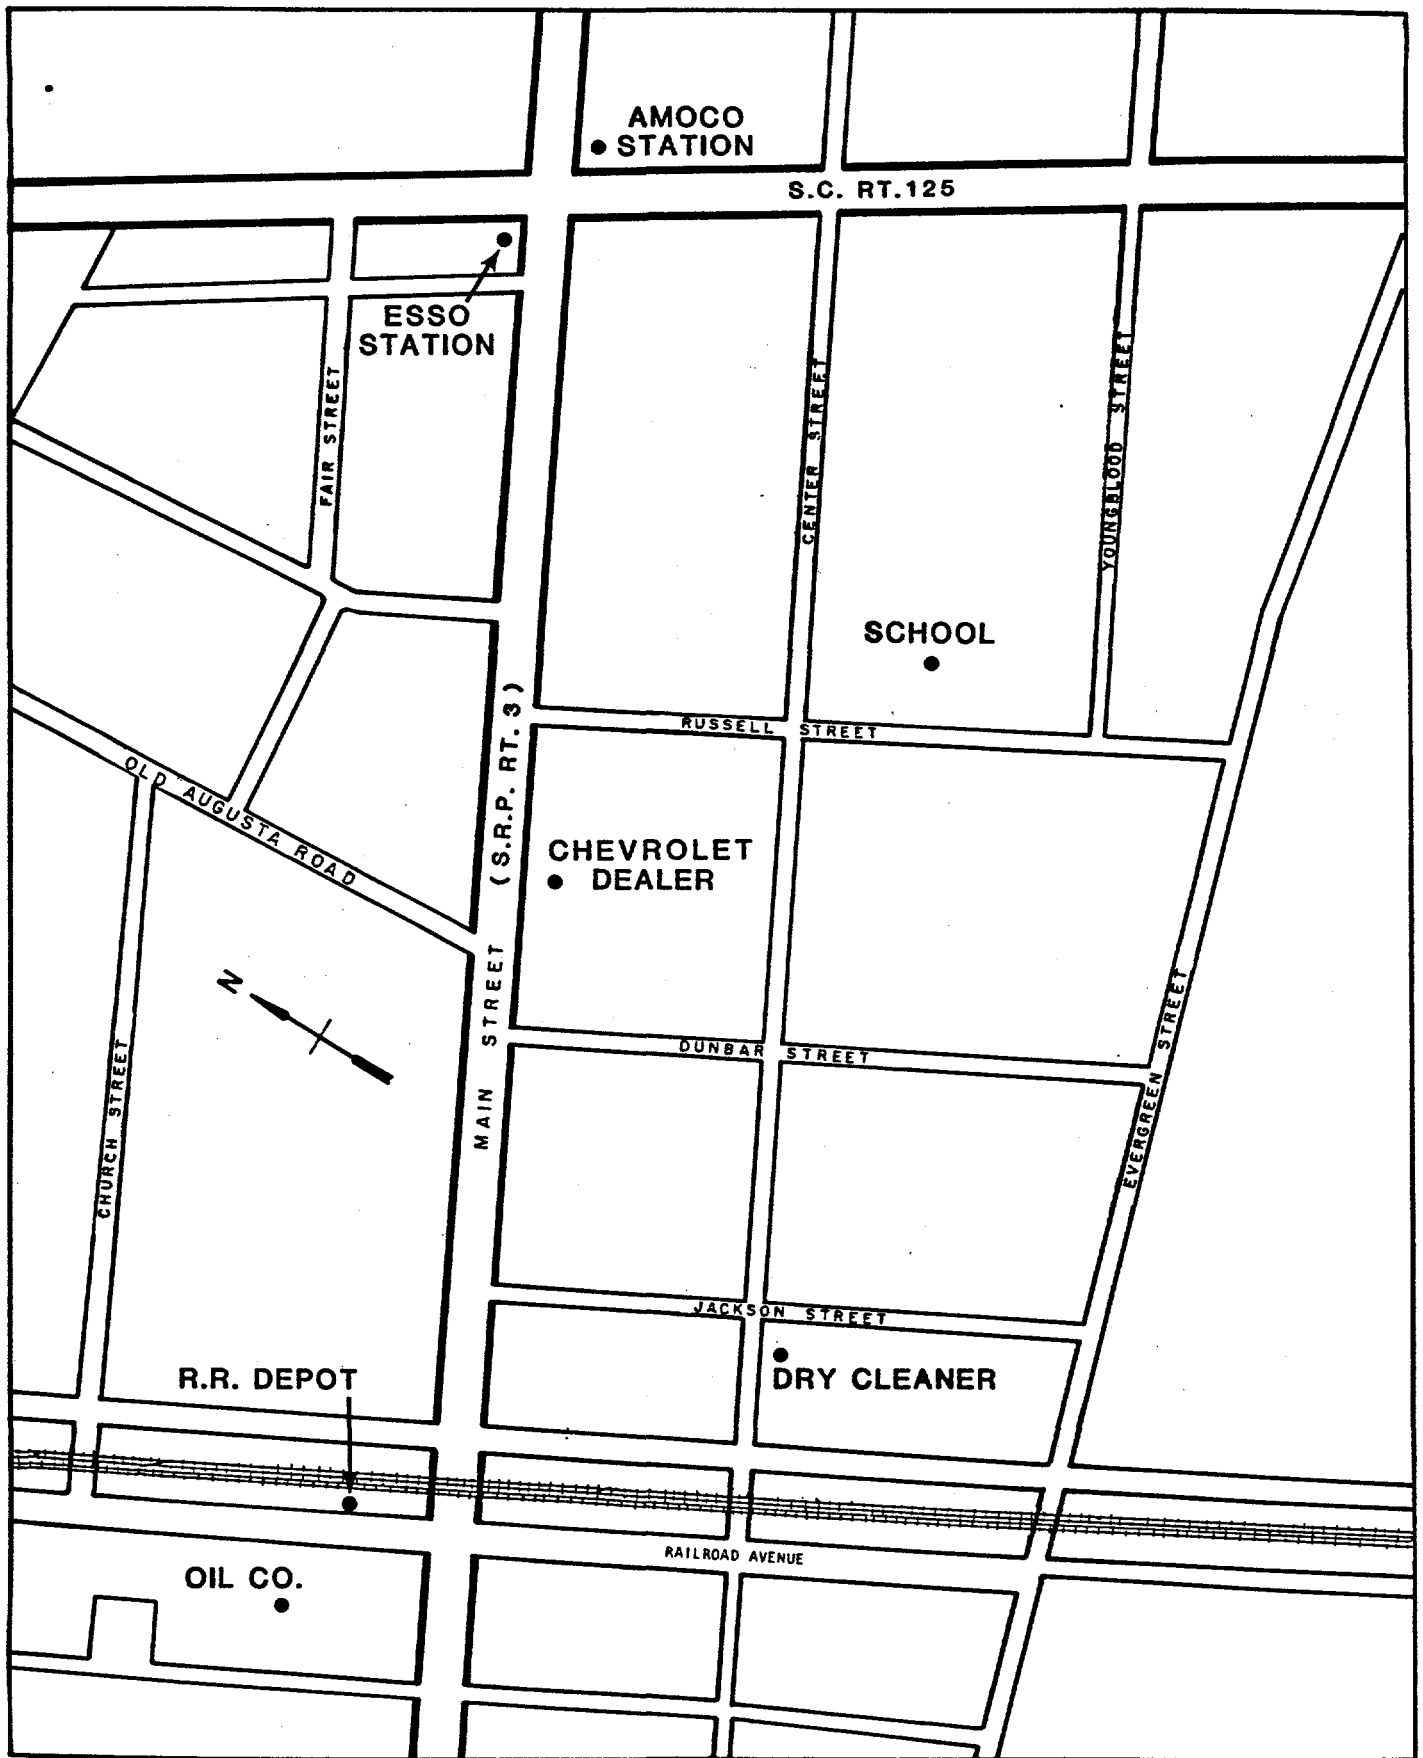 AMOCO
STATION
S.C. RT.125
ESSO
STATION
FAIR STREET
CENTER STREET
YOUNGBLOOD STREET
SCHOOL
RUSSELL STREET
MAIN STREET (S.R.P. RT. 3)
OLD AUGUSTA ROAD
CHEVROLET
DEALER
N
DUNBAR STREET
EVERGREEN STREET
CHURCH STREET
JACKSON STREET
R.R. DEPOT
DRY CLEANER
RAILROAD AVENUE
OIL CO.